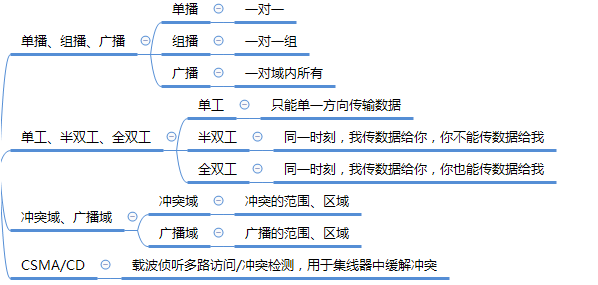 单播、组播、广播
单播
一对一
组播
一对一组
广播
一对域内所有
单工、半双工、全双工
单工
只能单一方向传输数据
半双工
同一时刻，我传数据给你，你不能传数据给我
全双工
同一时刻，我传数据给你，你也能传数据给我
冲突域、广播域
冲突域
冲突的范围、区域
广播域
广播的范围、区域
CSMA/CD
载波侦听多路访问/冲突检测，用于集线器中缓解冲突